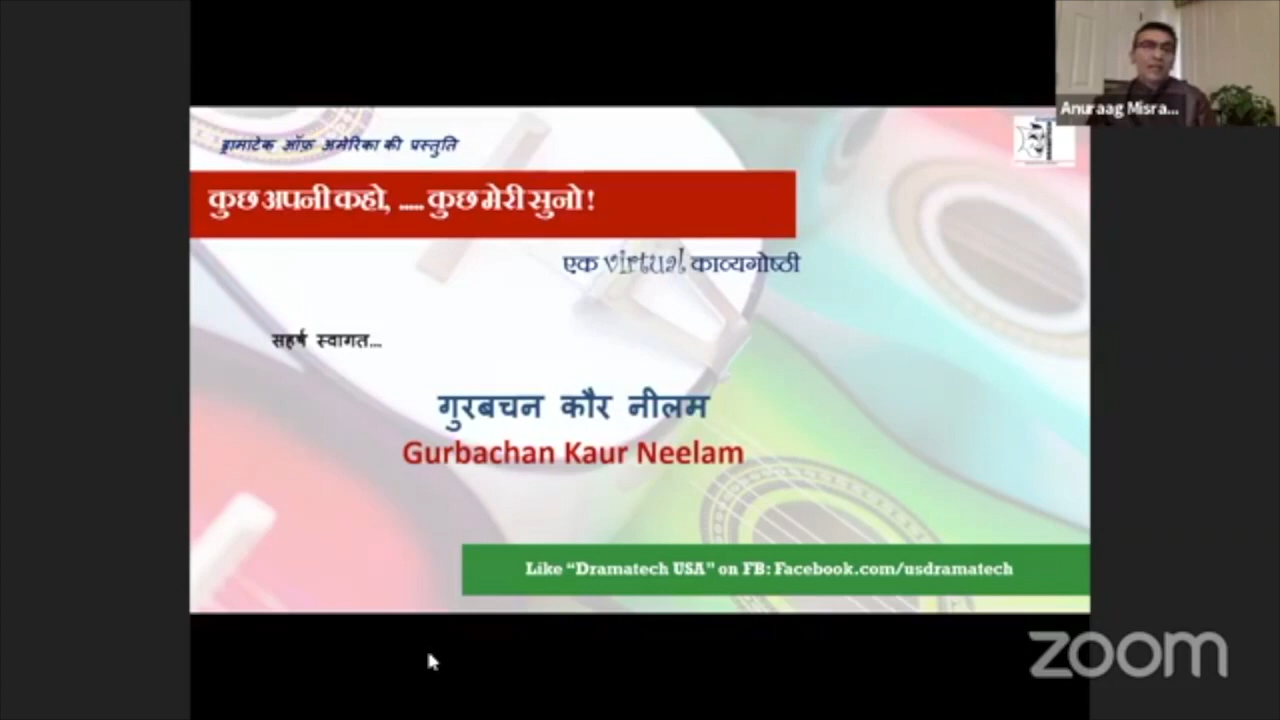 Anuraag Misra...
ड्रामाटेक ऑफ़ अमेरिका की प्रस्तुति
कुछ अपनी कहो, ..... कुछ मेरी सुनो !
एक virtual काव्यगोष्ठी
सहर्ष स्वागत...
गुरबचन कौर नीलम
Gurbachan Kaur Neelam
Like “Dramatech USA” on FB: Facebook.com/usdramatech
zoom